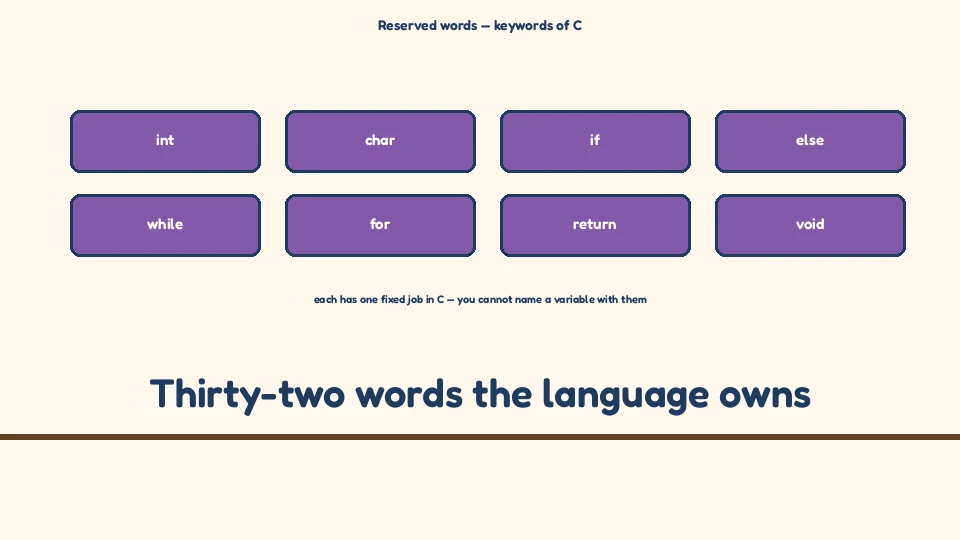 Reserved words — keywords of C
int char if else
while for return void
each has one fixed job in C — you cannot name a variable with them
Thirty-two words the language owns